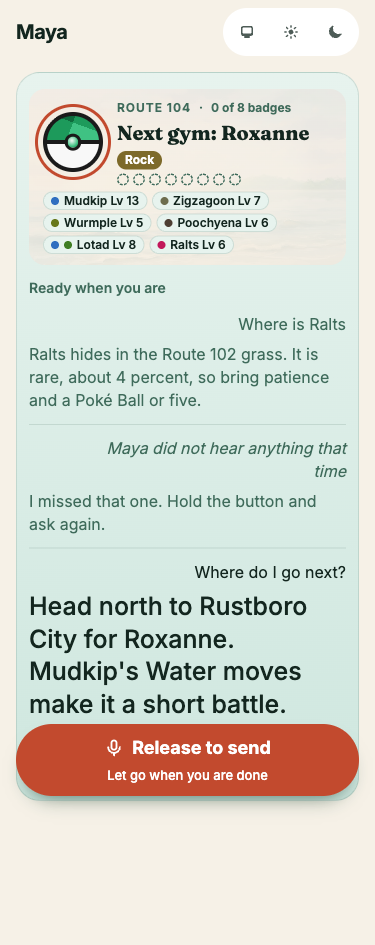 Maya
ROUTE 104 · 0 of 8 badges
Next gym: Roxanne
Rock
Mudkip Lv 13
Zigzagoon Lv 7
Wurmple Lv 5
Poochyena Lv 6
Lotad Lv 8
Ralts Lv 6
Ready when you are
Where is Ralts
Ralts hides in the Route 102 grass. It is
rare, about 4 percent, so bring patience
and a Poké Ball or five.
Maya did not hear anything that
time
I missed that one. Hold the button and
ask again.
Where do I go next?
Head north to Rustboro
City for Roxanne.
Mudkip's Water moves
make it a short battle.
Release to send
Let go when you are done